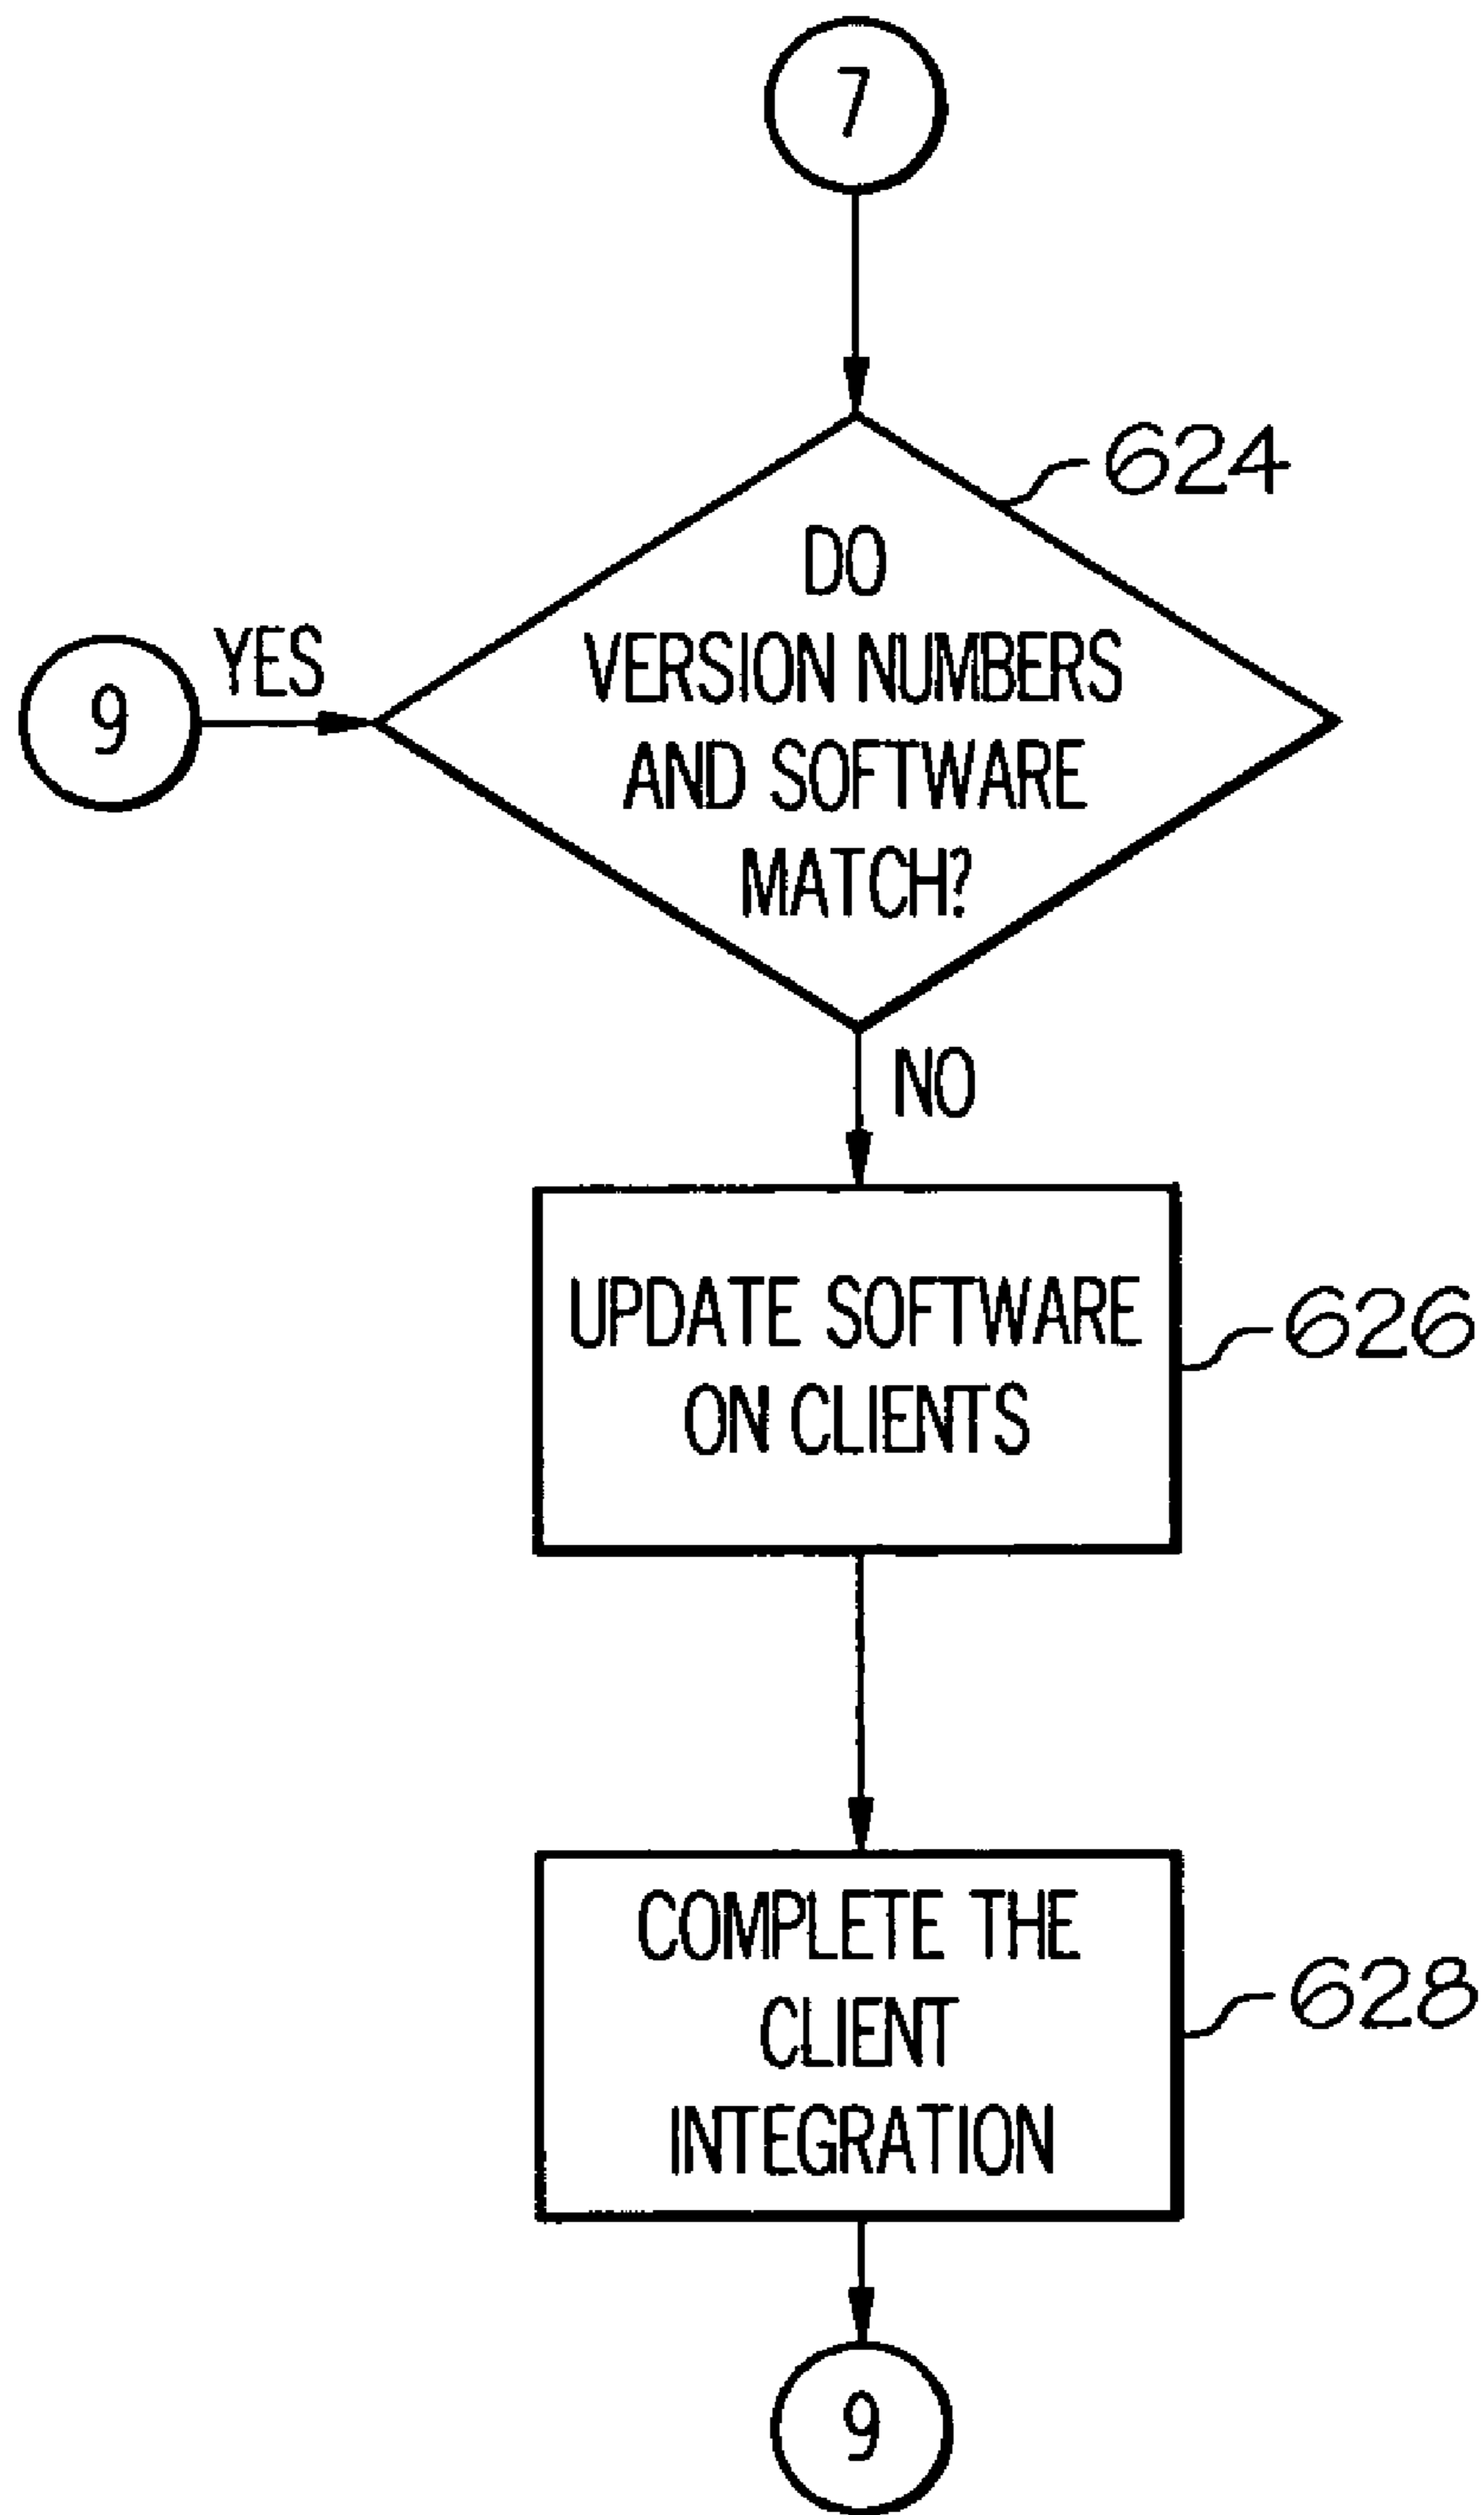 7
624
DO
VERSION NUMBERS
AND SOFTWARE
MATCH?
YES
9
NO
UPDATE SOFTWARE
ON CLIENTS
626
COMPLETE THE
CLIENT
INTEGRATION
628
9